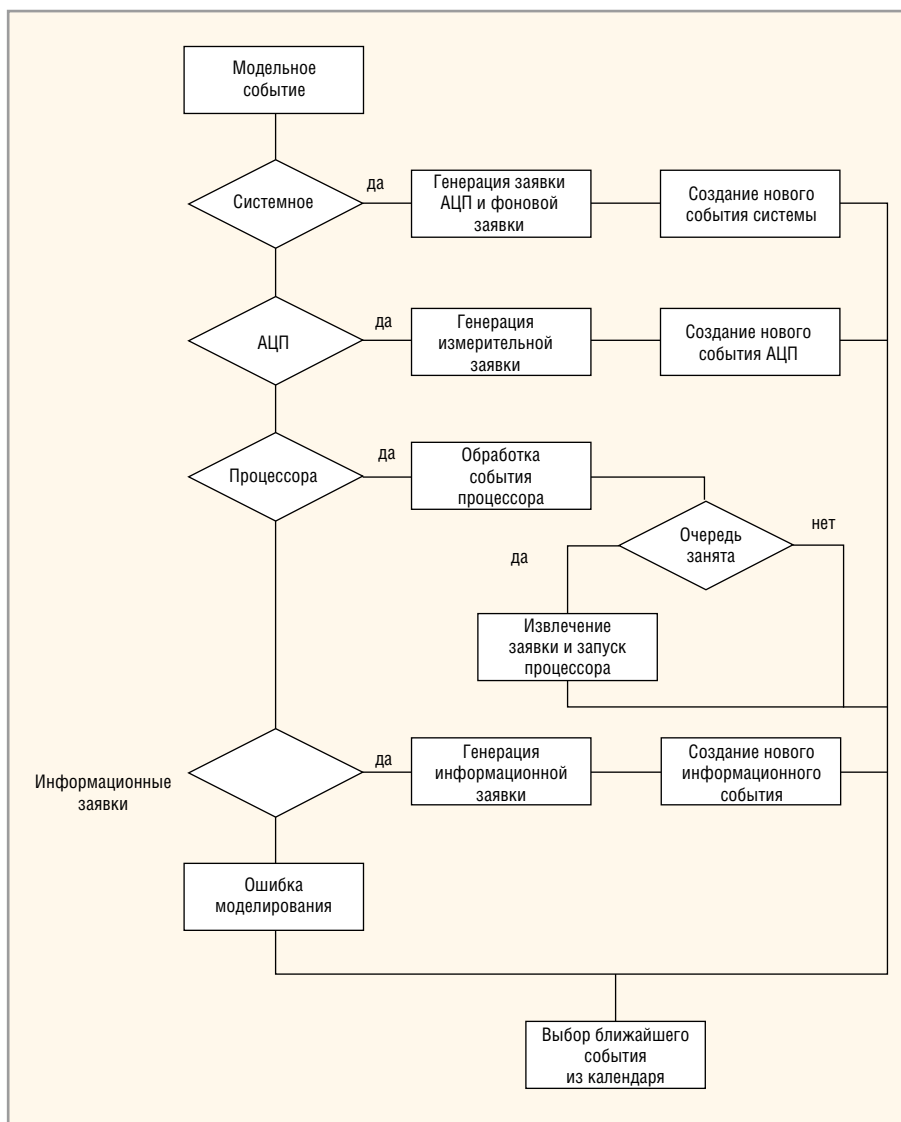 Модельное
событие
Системное
да
Генерация заявки
АЦП и фоновой
заявки
Создание нового
события системы
АЦП
да
Генерация
измерительной
заявки
Создание нового
события АЦП
Процессора
да
Обработка
события
процессора
Очередь
занята
да
нет
Извлечение
заявки и запуск
процессора
Информационные
заявки
да
Генерация
информационной
заявки
Создание нового
информационного
события
Ошибка
моделирования
Выбор ближайшего
события
из календаря